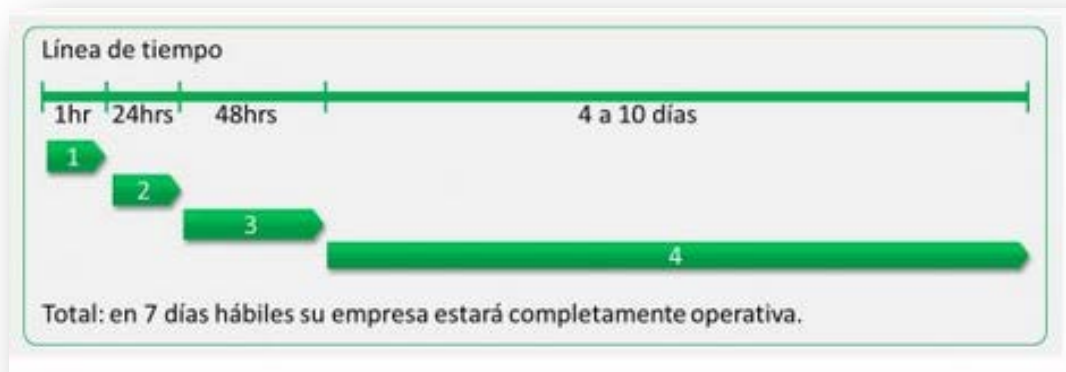 Línea de tiempo
1hr 24hrs 48hrs 4 a 10 días
1
2
3
4
Total: en 7 días hábiles su empresa estará completamente operativa.